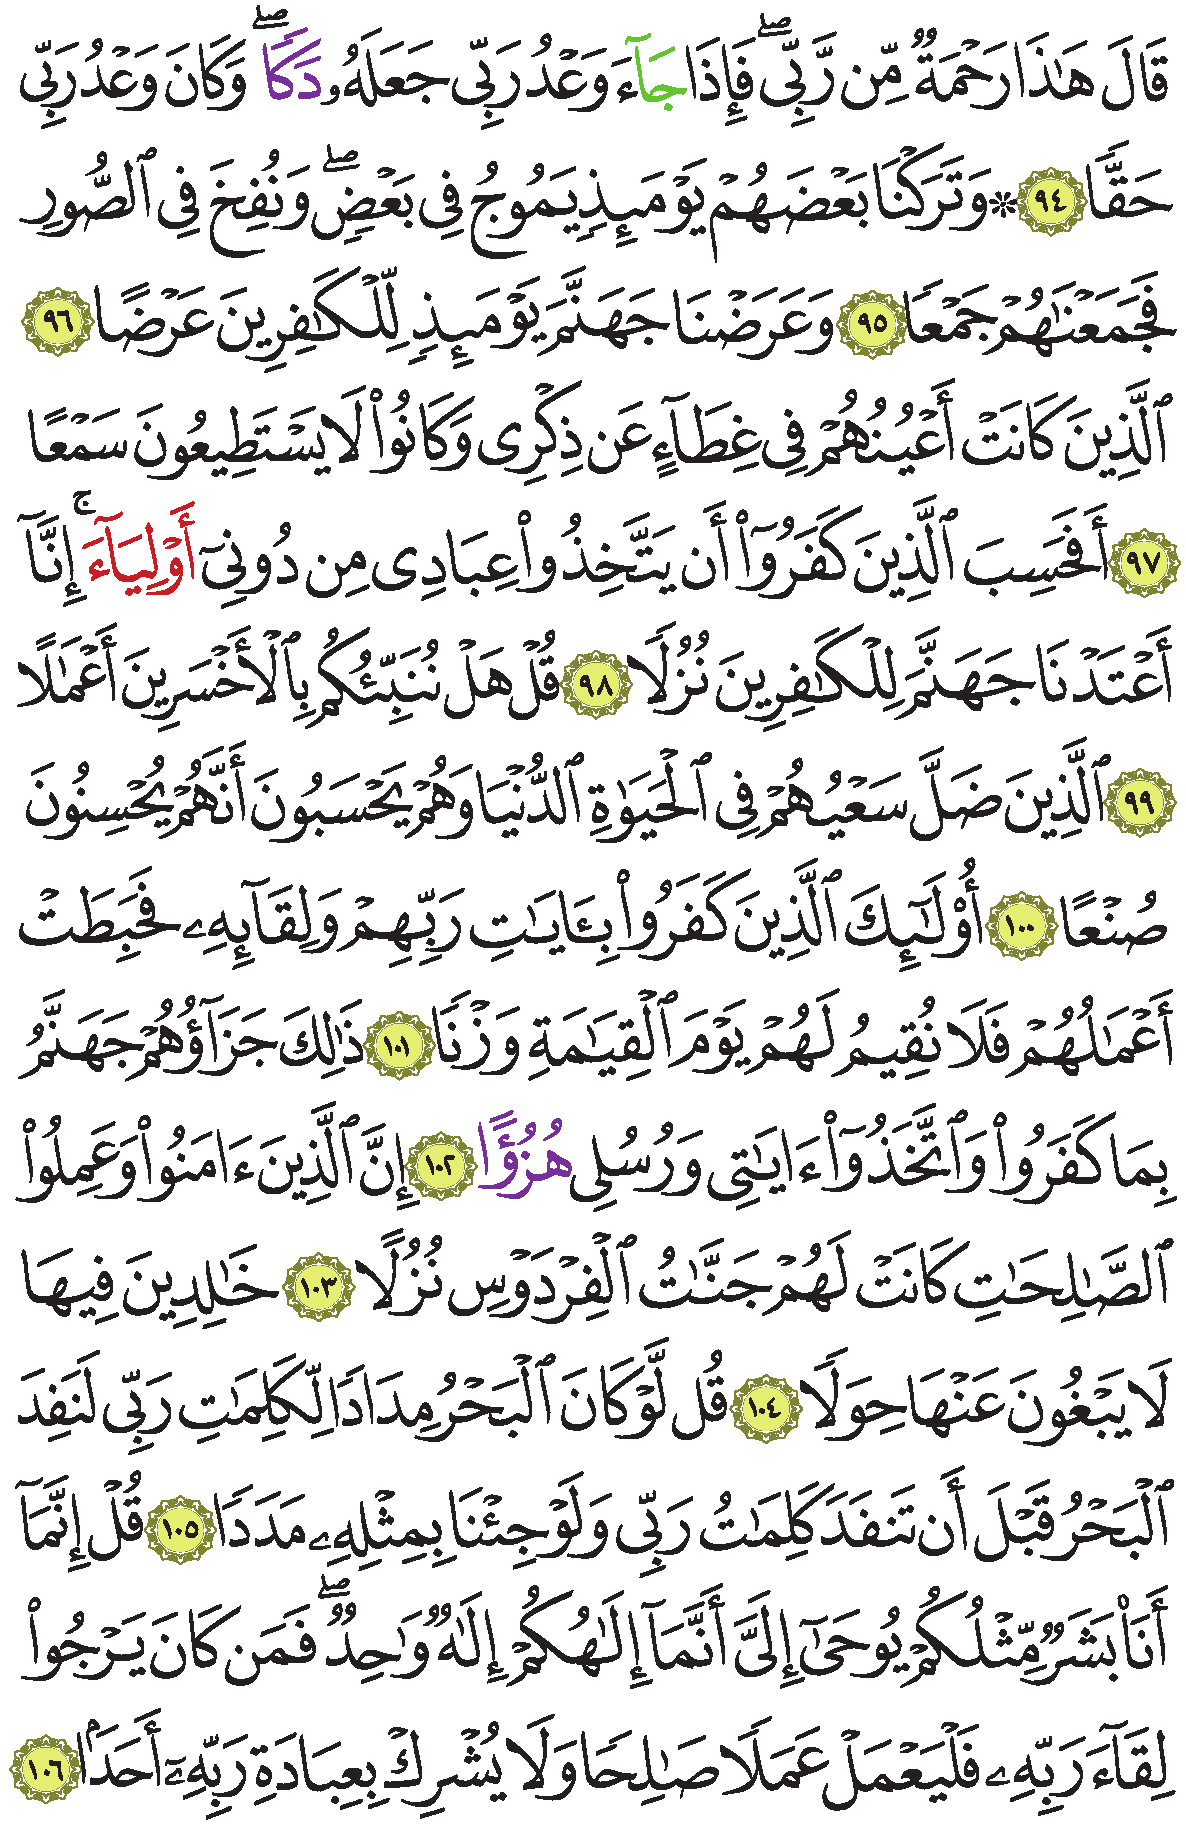 قَالَ هَٰذَا رَحْمَةٌ مِّن رَّبِّي ۖ فَإِذَا جَآءَ وَعْدُ رَبِّي جَعَلَهُۥ دَكًّا ۖ وَكَانَ وَعْدُ رَبِّي
حَقًّا ٩٤ ۞ وَتَرَكْنَا بَعْضَهُمْ يَوْمَئِذٍ يَمُوجُ فِي بَعْضٍ ۖ وَنُفِخَ فِي ٱلصُّورِ
فَجَمَعْنَٰهُمْ جَمْعًا ٩٥ وَعَرَضْنَا جَهَنَّمَ يَوْمَئِذٍ لِّلْكَٰفِرِينَ عَرْضًا ٩٦
ٱلَّذِينَ كَانَتْ أَعْيُنُهُمْ فِي غِطَآءٍ عَن ذِكْرِى وَكَانُوا۟ لَا يَسْتَطِيعُونَ سَمْعًا
٩٧ أَفَحَسِبَ ٱلَّذِينَ كَفَرُوٓا۟ أَن يَتَّخِذُوا۟ عِبَادِى مِن دُونِىٓ أَوْلِيَآءَ ۚ إِنَّآ
أَعْتَدْنَا جَهَنَّمَ لِلْكَٰفِرِينَ نُزُلًا ٩٨ قُلْ هَلْ نُنَبِّئُكُم بِٱلْأَخْسَرِينَ أَعْمَٰلًا
٩٩ ٱلَّذِينَ ضَلَّ سَعْيُهُمْ فِي ٱلْحَيَوٰةِ ٱلدُّنْيَا وَهُمْ يَحْسَبُونَ أَنَّهُمْ يُحْسِنُونَ
صُنْعًا ١٠٠ أُو۟لَٰٓئِكَ ٱلَّذِينَ كَفَرُوا۟ بِـَٔايَٰتِ رَبِّهِمْ وَلِقَآئِهِۦ فَحَبِطَتْ
أَعْمَٰلُهُمْ فَلَا نُقِيمُ لَهُمْ يَوْمَ ٱلْقِيَٰمَةِ وَزْنًا ١٠١ ذَٰلِكَ جَزَآؤُهُمْ جَهَنَّمُ
بِمَا كَفَرُوا۟ وَٱتَّخَذُوٓا۟ ءَايَٰتِي وَرُسُلِي هُزُؤًا ١٠٢ إِنَّ ٱلَّذِينَ ءَامَنُوا۟ وَعَمِلُوا۟
ٱلصَّٰلِحَٰتِ كَانَتْ لَهُمْ جَنَّٰتُ ٱلْفِرْدَوْسِ نُزُلًا ١٠٣ خَٰلِدِينَ فِيهَا
لَا يَبْغُونَ عَنْهَا حِوَلًا ١٠٤ قُل لَّوْ كَانَ ٱلْبَحْرُ مِدَادًا لِّكَلِمَٰتِ رَبِّي لَنَفِدَ
ٱلْبَحْرُ قَبْلَ أَن تَنفَدَ كَلِمَٰتُ رَبِّي وَلَوْ جِئْنَا بِمِثْلِهِۦ مَدَدًا ١٠٥ قُلْ إِنَّمَآ
أَنَا۠ بَشَرٌ مِّثْلُكُمْ يُوحَىٰٓ إِلَىَّ أَنَّمَآ إِلَٰهُكُمْ إِلَٰهٌ وَٰحِدٌ ۖ فَمَن كَانَ يَرْجُوا۟
لِقَآءَ رَبِّهِۦ فَلْيَعْمَلْ عَمَلًا صَٰلِحًا وَلَا يُشْرِكْ بِعِبَادَةِ رَبِّهِۦٓ أَحَدًۢا ١٠٦